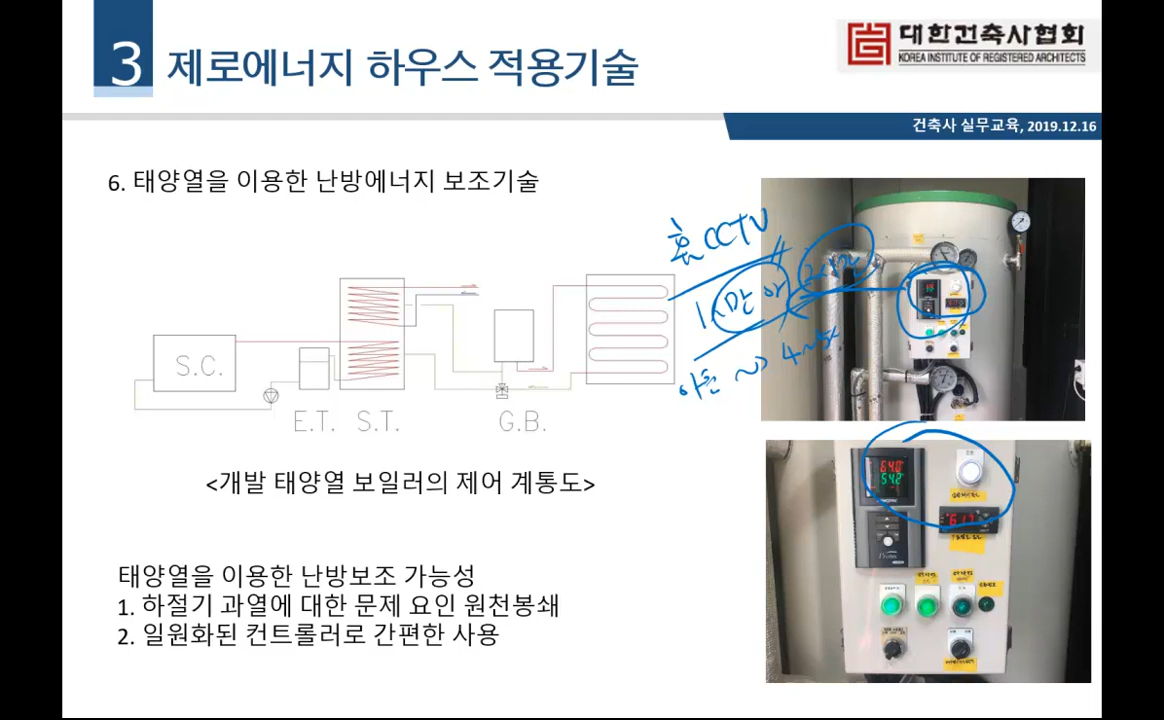 3 제로에너지 하우스 적용기술
대한건축사협회
KOREA INSTITUTE OF REGISTERED ARCHITECTS
건축사 실무교육, 2019.12.16
6. 태양열을 이용한 난방에너지 보조기술
홈 CCTV
S.C.
E.T.
S.T.
G.B.
<개발 태양열 보일러의 제어 계통도>
64.0
54.2
61.7
태양열을 이용한 난방보조 가능성
1. 하절기 과열에 대한 문제 요인 원천봉쇄
2. 일원화된 컨트롤러로 간편한 사용